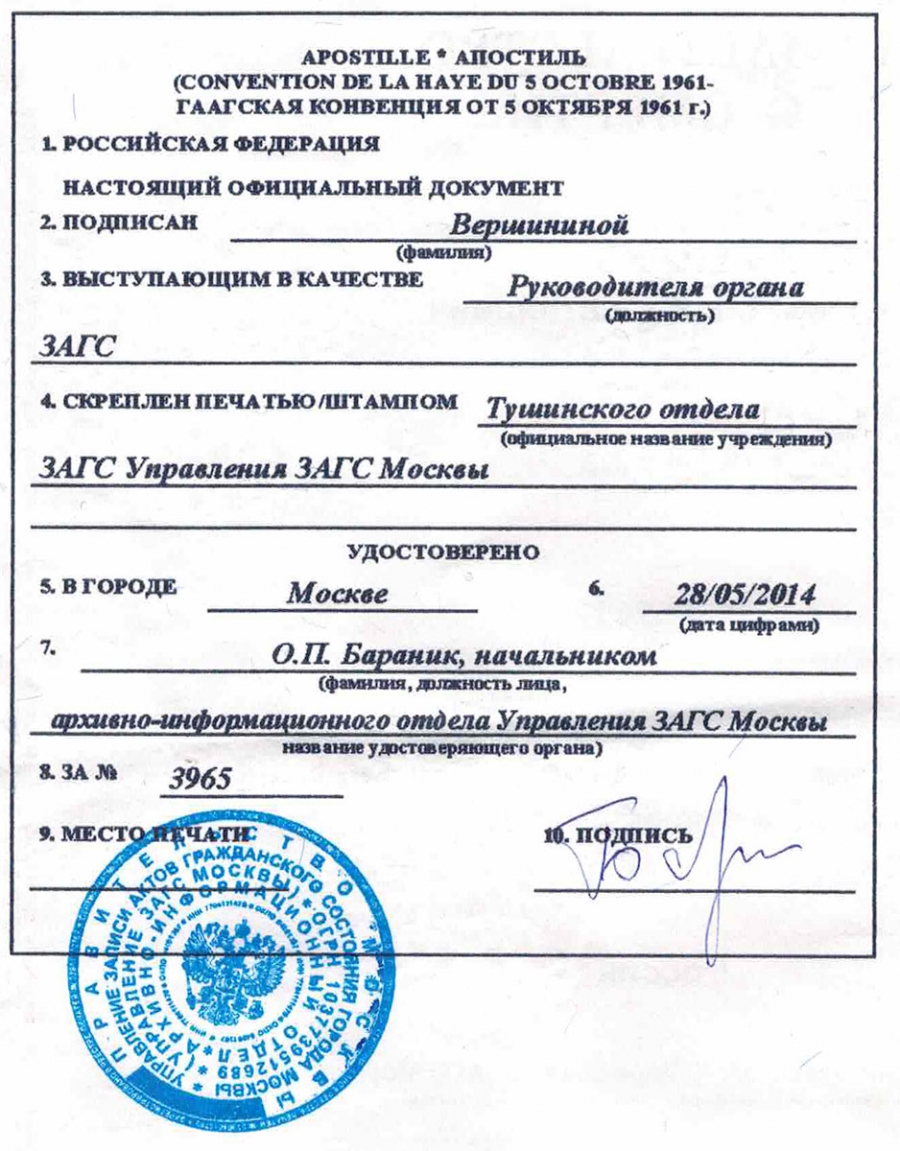 APOSTILLE * АПОСТИЛЬ
(CONVENTION DE LA HAYE DU 5 OCTOBRE 1961-
ГААГСКАЯ КОНВЕНЦИЯ ОТ 5 ОКТЯБРЯ 1961 г.)
1. РОССИЙСКАЯ ФЕДЕРАЦИЯ
НАСТОЯЩИЙ ОФИЦИАЛЬНЫЙ ДОКУМЕНТ
2. ПОДПИСАН Вершининой
(фамилия)
3. ВЫСТУПАЮЩИМ В КАЧЕСТВЕ Руководителя органа
(должность)
ЗАГС
4. СКРЕПЛЕН ПЕЧАТЬЮ/ШТАМПОМ Тушинского отдела
(официальное название учреждения)
ЗАГС Управления ЗАГС Москвы
УДОСТОВЕРЕНО
5. В ГОРОДЕ Москве 6. 28/05/2014
(дата цифрами)
7. О.П. Бараник, начальником
(фамилия, должность лица,
архивно-информационного отдела Управления ЗАГС Москвы
название удостоверяющего органа)
8. ЗА № 3965
9. МЕСТО ПЕЧАТИ 10. ПОДПИСЬ
ПРАВИТЕЛЬСТВО МОСКВЫ
УПРАВЛЕНИЕ ЗАПИСИ АКТОВ ГРАЖДАНСКОГО СОСТОЯНИЯ ГОРОДА МОСКВЫ *
(УПРАВЛЕНИЕ ЗАГС МОСКВЫ) * ОГРН 1037739512689 *
АРХИВНО-ИНФОРМАЦИОННЫЙ ОТДЕЛ *